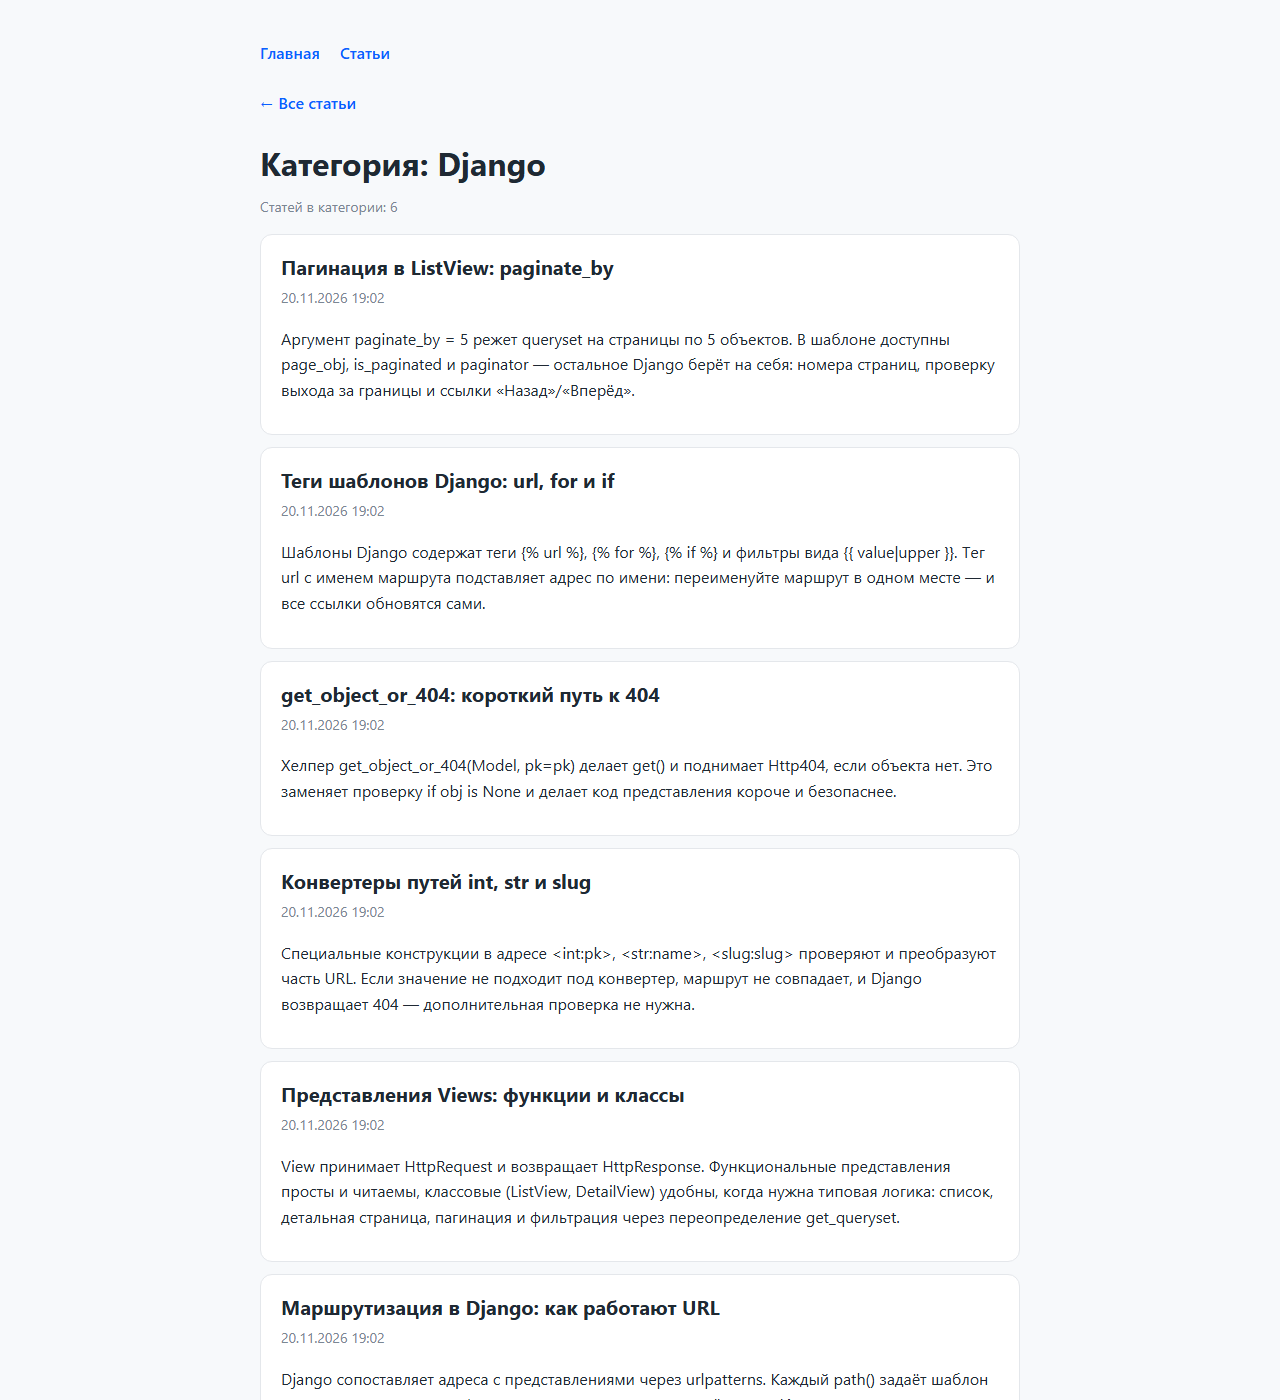 Главная Статьи
← Все статьи
Категория: Django
Статей в категории: 6
Пагинация в ListView: paginate_by
20.11.2026 19:02
Аргумент paginate_by = 5 режет queryset на страницы по 5 объектов. В шаблоне доступны
page_obj, is_paginated и paginator — остальное Django берёт на себя: номера страниц, проверку
выхода за границы и ссылки «Назад»/«Вперёд».
Теги шаблонов Django: url, for и if
20.11.2026 19:02
Шаблоны Django содержат теги {% url %}, {% for %}, {% if %} и фильтры вида {{ value|upper }}. Тег
url с именем маршрута подставляет адрес по имени: переименуйте маршрут в одном месте — и
все ссылки обновятся сами.
get_object_or_404: короткий путь к 404
20.11.2026 19:02
Хелпер get_object_or_404(Model, pk=pk) делает get() и поднимает Http404, если объекта нет. Это
заменяет проверку if obj is None и делает код представления короче и безопаснее.
Конвертеры путей int, str и slug
20.11.2026 19:02
Специальные конструкции в адресе <int:pk>, <str:name>, <slug:slug> проверяют и преобразуют
часть URL. Если значение не подходит под конвертер, маршрут не совпадает, и Django
возвращает 404 — дополнительная проверка не нужна.
Представления Views: функции и классы
20.11.2026 19:02
View принимает HttpRequest и возвращает HttpResponse. Функциональные представления
просты и читаемы, классовые (ListView, DetailView) удобны, когда нужна типовая логика: список,
детальная страница, пагинация и фильтрация через переопределение get_queryset.
Маршрутизация в Django: как работают URL
20.11.2026 19:02
Django сопоставляет адреса с представлениями через urlpatterns. Каждый path() задаёт шаблон